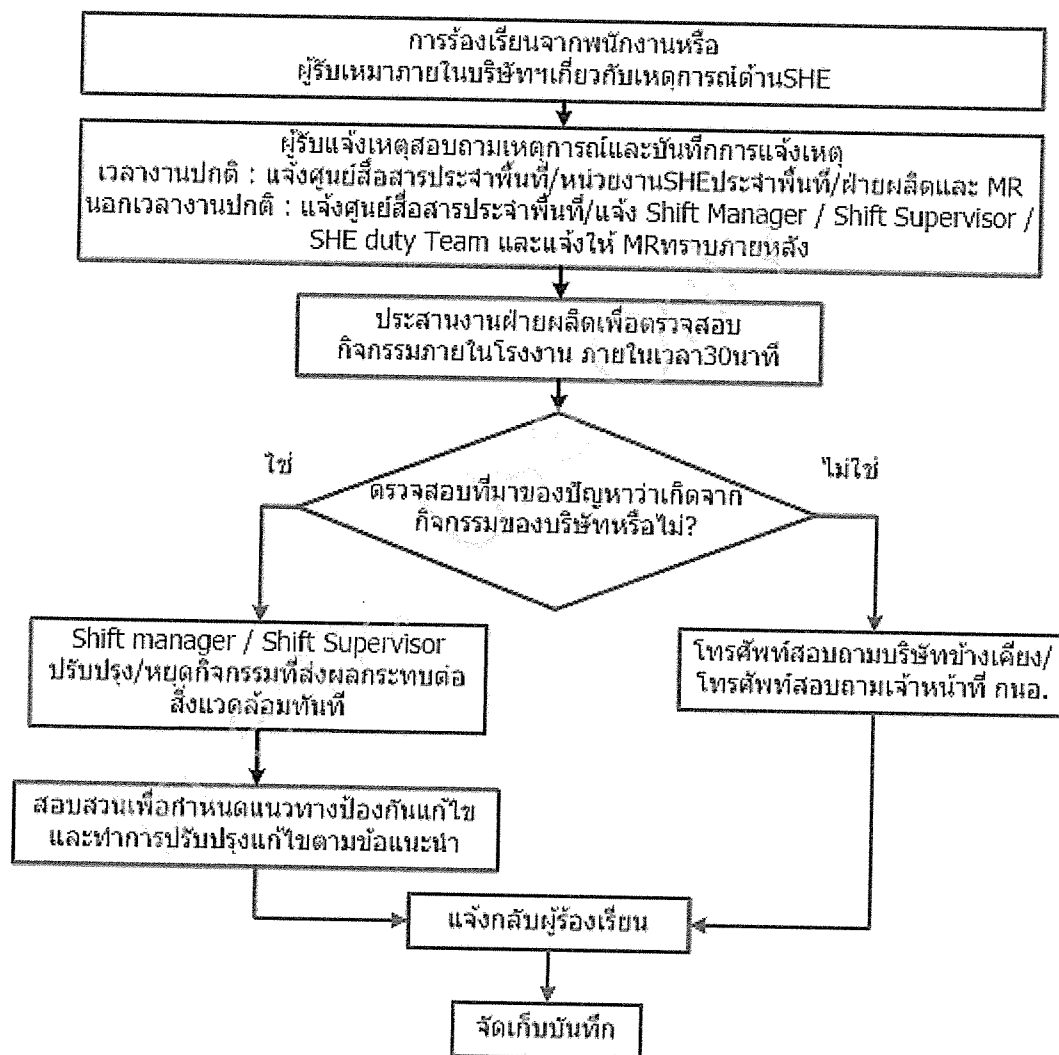 การร้องเรียนจากพนักงานหรือ
ผู้รับเหมาภายในบริษัทฯเกี่ยวกับเหตุการณ์ด้านSHE
ผู้รับแจ้งเหตุสอบถามเหตุการณ์และบันทึกการแจ้งเหตุ
เวลางานปกติ : แจ้งศูนย์สื่อสารประจำพื้นที่/หน่วยงานSHEประจำพื้นที่/ฝ่ายผลิตและ MR
นอกเวลางานปกติ : แจ้งศูนย์สื่อสารประจำพื้นที่/แจ้ง Shift Manager / Shift Supervisor /
SHE duty Team และแจ้งให้ MRทราบภายหลัง
ประสานงานฝ่ายผลิตเพื่อตรวจสอบ
กิจกรรมภายในโรงงาน ภายในเวลา30นาที
ใช่
ไม่ใช่
ตรวจสอบที่มาของปัญหาว่าเกิดจาก
กิจกรรมของบริษัทหรือไม่?
Shift manager / Shift Supervisor
ปรับปรุง/หยุดกิจกรรมที่ส่งผลกระทบต่อ
สิ่งแวดล้อมทันที
โทรศัพท์สอบถามบริษัทข้างเคียง/
โทรศัพท์สอบถามเจ้าหน้าที่ กนอ.
สอบสวนเพื่อกำหนดแนวทางป้องกันแก้ไข
และทำการปรับปรุงแก้ไขตามข้อแนะนำ
แจ้งกลับผู้ร้องเรียน
จัดเก็บบันทึก